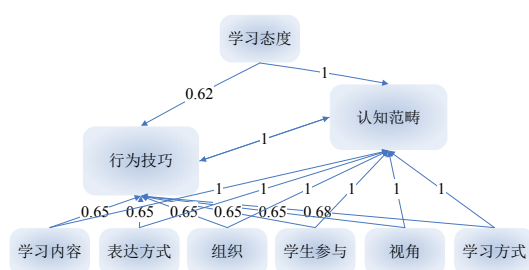 学习态度
1
0.62
认知范畴
1
行为技巧
1 1 1 1 1 1
0.65 0.65 0.65 0.65 0.65 0.68
学习内容 表达方式 组织 学生参与 视角 学习方式